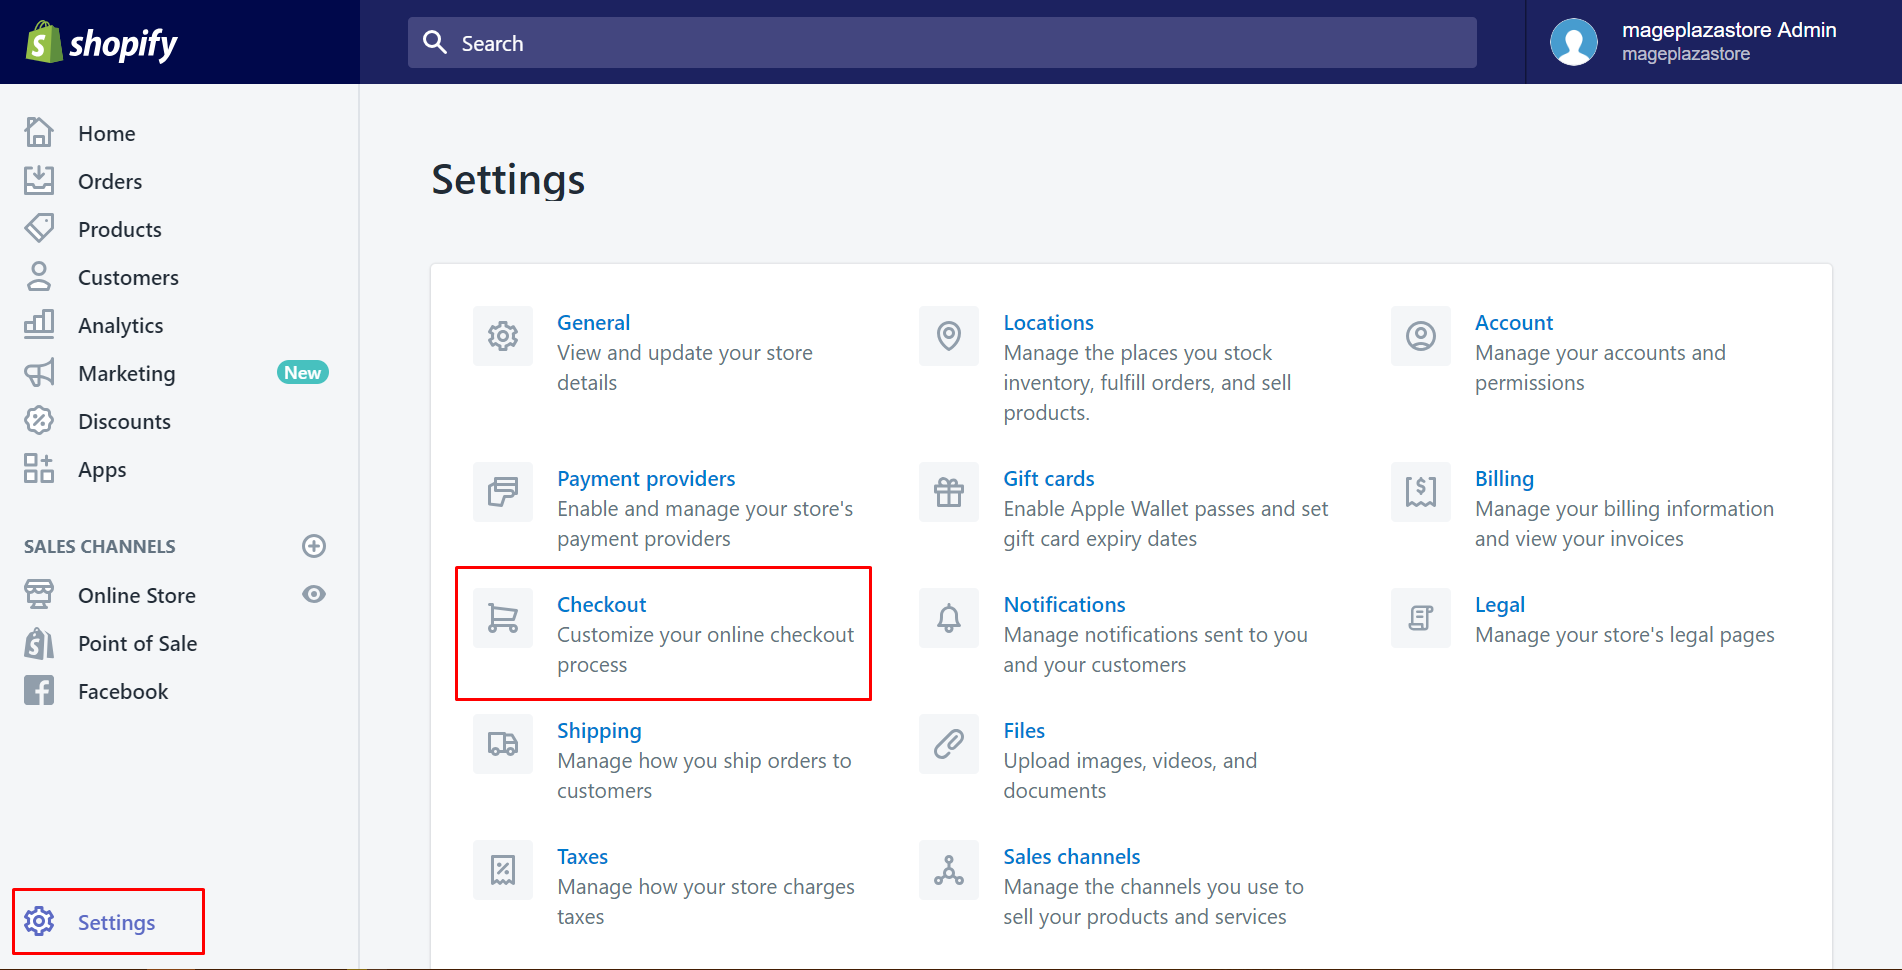 shopify
Search
mageplazastore Admin
mageplazastore
Home
Orders
Products
Customers
Analytics
Marketing
New
Discounts
Apps
SALES CHANNELS
Online Store
Point of Sale
Facebook
Settings
Settings
General
View and update your store
details
Locations
Manage the places you stock
inventory, fulfill orders, and sell
products.
Account
Manage your accounts and
permissions
Payment providers
Enable and manage your store's
payment providers
Gift cards
Enable Apple Wallet passes and set
gift card expiry dates
Billing
Manage your billing information
and view your invoices
Checkout
Customize your online checkout
process
Notifications
Manage notifications sent to you
and your customers
Legal
Manage your store's legal pages
Shipping
Manage how you ship orders to
customers
Files
Upload images, videos, and
documents
Taxes
Manage how your store charges
taxes
Sales channels
Manage the channels you use to
sell your products and services